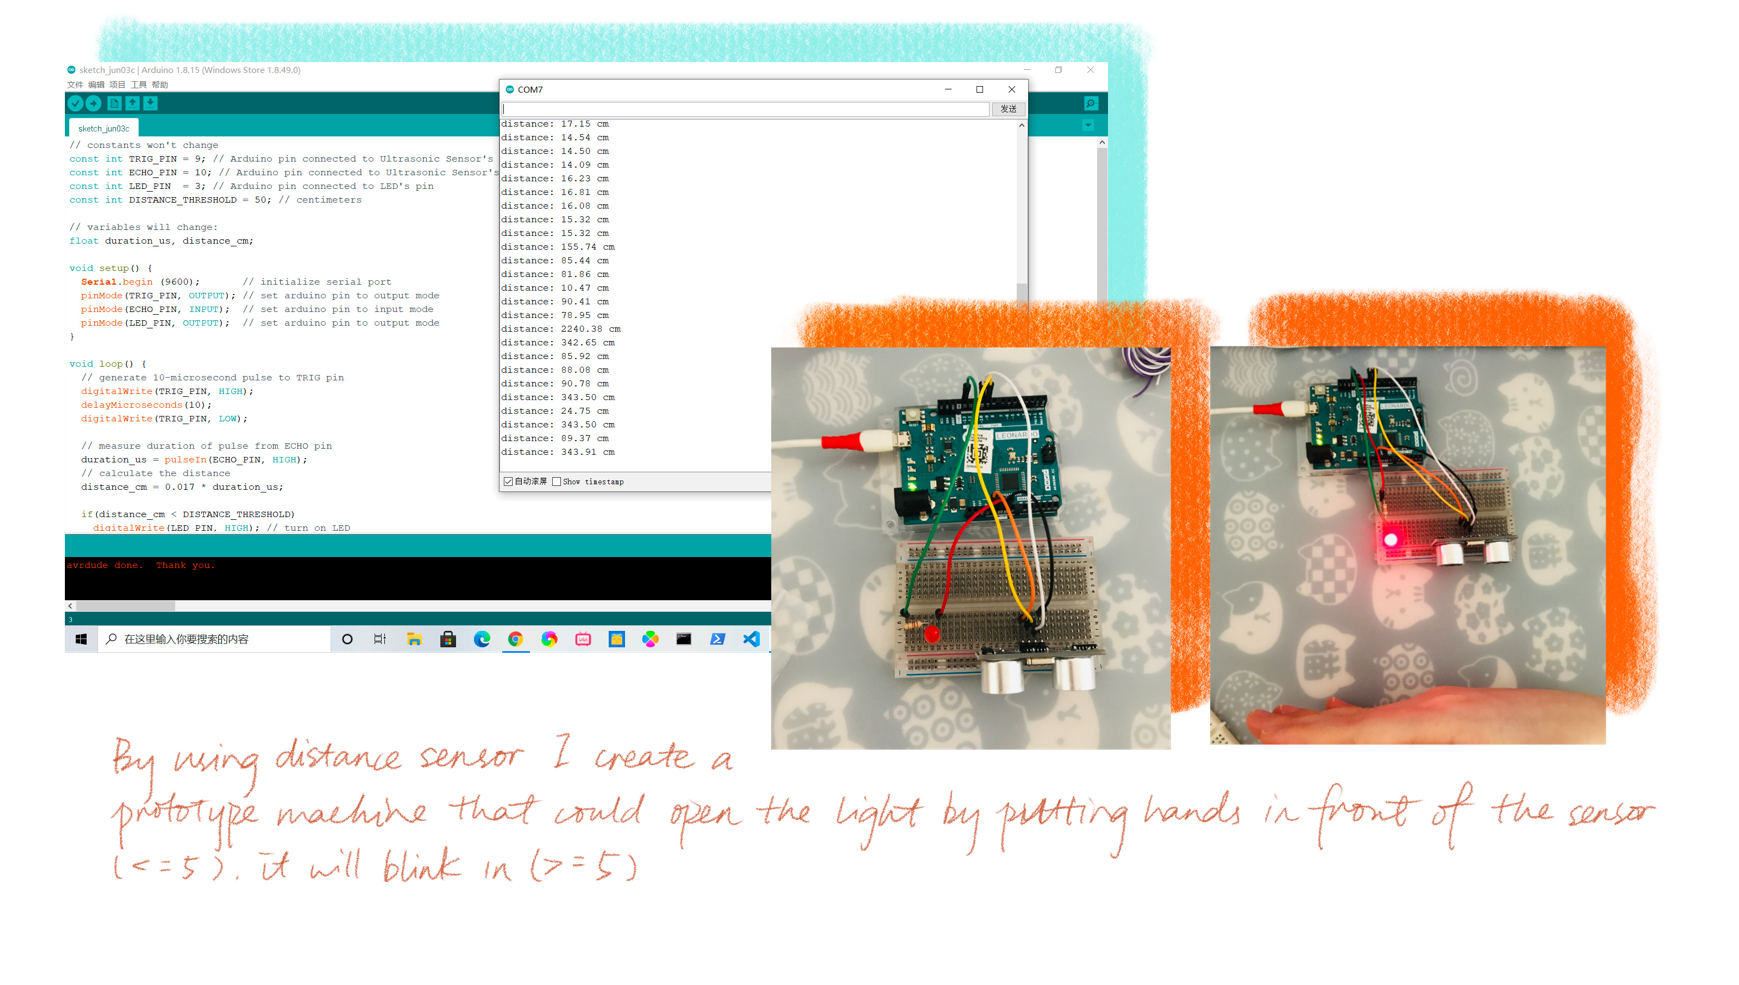 sketch_jun03c | Arduino 1.8.15 (Windows Store 1.8.49.0)
文件 编辑 项目 工具 帮助
sketch_jun03c
// constants won't change
const int TRIG_PIN = 9; // Arduino pin connected to Ultrasonic Sensor's
const int ECHO_PIN = 10; // Arduino pin connected to Ultrasonic Sensor's
const int LED_PIN  = 3; // Arduino pin connected to LED's pin
const int DISTANCE_THRESHOLD = 50; // centimeters
// variables will change:
float duration_us, distance_cm;
void setup() {
Serial.begin (9600);       // initialize serial port
pinMode(TRIG_PIN, OUTPUT); // set arduino pin to output mode
pinMode(ECHO_PIN, INPUT);  // set arduino pin to input mode
pinMode(LED_PIN, OUTPUT);  // set arduino pin to output mode
}
void loop() {
// generate 10-microsecond pulse to TRIG pin
digitalWrite(TRIG_PIN, HIGH);
delayMicroseconds(10);
digitalWrite(TRIG_PIN, LOW);
// measure duration of pulse from ECHO pin
duration_us = pulseIn(ECHO_PIN, HIGH);
// calculate the distance
distance_cm = 0.017 * duration_us;
if(distance_cm < DISTANCE_THRESHOLD)
digitalWrite(LED_PIN, HIGH); // turn on LED
avrdude done.  Thank you.
3
在这里输入你要搜索的内容
COM7
发送
distance: 17.15 cm
distance: 14.54 cm
distance: 14.50 cm
distance: 14.09 cm
distance: 16.23 cm
distance: 16.81 cm
distance: 16.08 cm
distance: 15.32 cm
distance: 15.32 cm
distance: 155.74 cm
distance: 85.44 cm
distance: 81.86 cm
distance: 10.47 cm
distance: 90.41 cm
distance: 78.95 cm
distance: 2240.38 cm
distance: 342.65 cm
distance: 85.92 cm
distance: 88.08 cm
distance: 90.78 cm
distance: 343.50 cm
distance: 24.75 cm
distance: 343.50 cm
distance: 89.37 cm
distance: 343.91 cm
自动滚屏 Show timestamp
LEONARDO
By using distance sensor I create a
prototype machine that could open the light by putting hands in front of the sensor
(<=5). it will blink in (>=5)